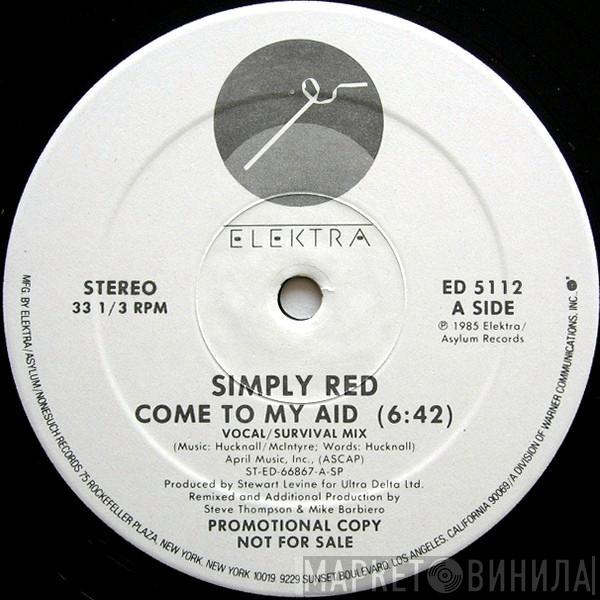 ELEKTRA
STEREO
33 1/3 RPM
ED 5112
A SIDE
℗ 1985 Elektra/
Asylum Records
SIMPLY RED
COME TO MY AID (6:42)
VOCAL/SURVIVAL MIX
(Music: Hucknall/McIntyre; Words: Hucknall)
April Music, Inc., (ASCAP)
ST-ED-66867-A-SP
Produced by Stewart Levine for Ultra Delta Ltd.
Remixed and Additional Production by
Steve Thompson & Mike Barbiero
PROMOTIONAL COPY
NOT FOR SALE
MFG. BY ELEKTRA/ASYLUM/NONESUCH RECORDS 75 ROCKEFELLER PLAZA, NEW YORK, NEW YORK 10019. 9229 SUNSET BOULEVARD, LOS ANGELES, CALIFORNIA 90069/A DIVISION OF WARNER COMMUNICATIONS, INC.
МАРКЕТ ВИНИЛА